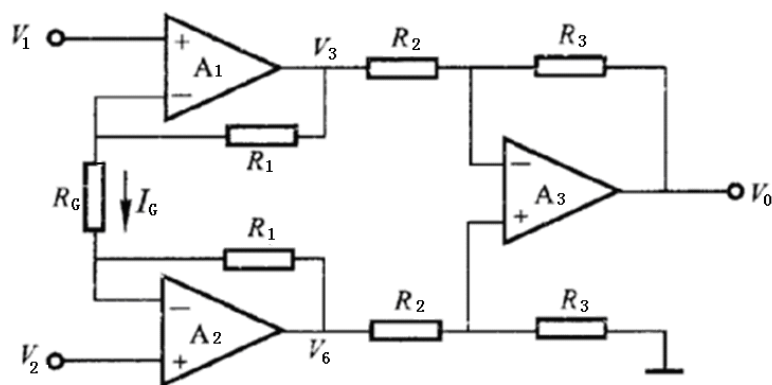 V1 + A1 − V3 R2 R3
R1
RG IG R1
− A3 + V0
− A2 + V6 R2 R3
V2